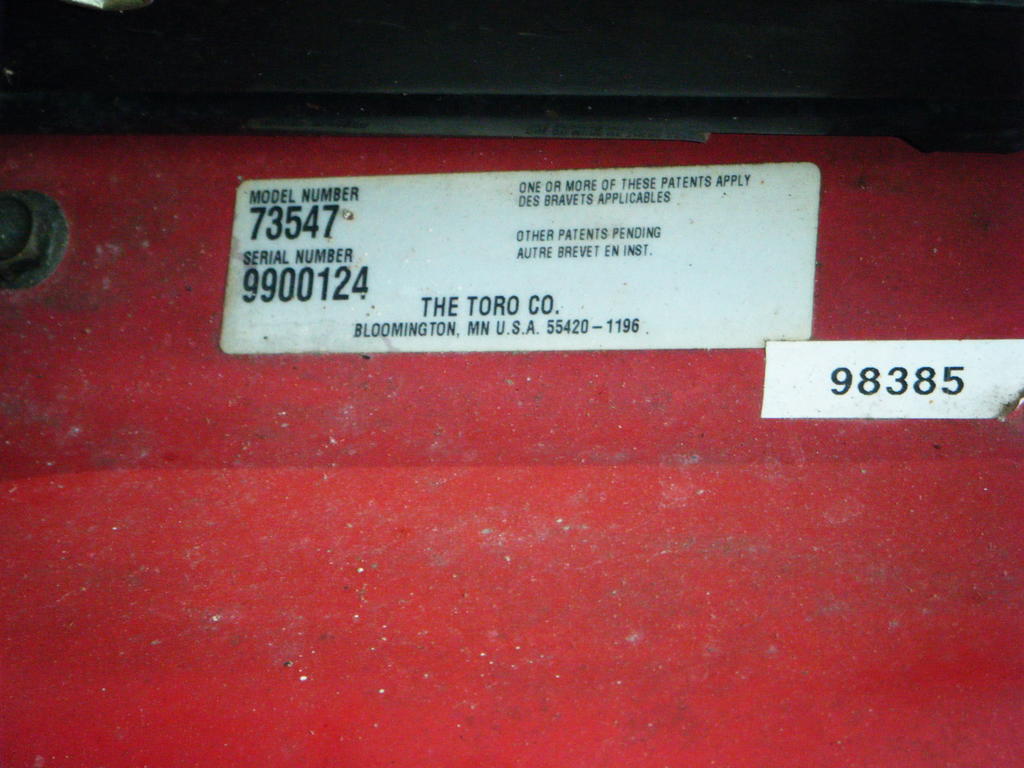 MODEL NUMBER
73547
SERIAL NUMBER
9900124
ONE OR MORE OF THESE PATENTS APPLY
DES BRAVETS APPLICABLES
OTHER PATENTS PENDING
AUTRE BREVET EN INST.
THE TORO CO.
BLOOMINGTON, MN U.S.A. 55420-1196
98385